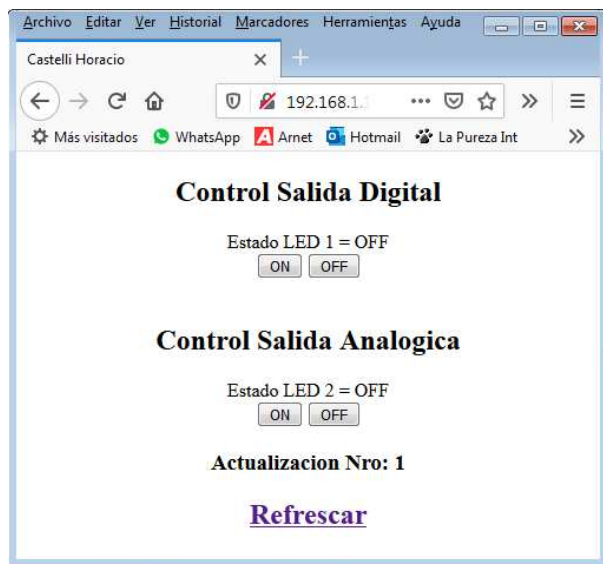 Archivo Editar Ver Historial Marcadores Herramientas Ayuda
Castelli Horacio
192.168.1.
Más visitados WhatsApp Arnet Hotmail La Pureza Int
Control Salida Digital
Estado LED 1 = OFF
ON OFF
Control Salida Analogica
Estado LED 2 = OFF
ON OFF
Actualizacion Nro: 1
Refrescar